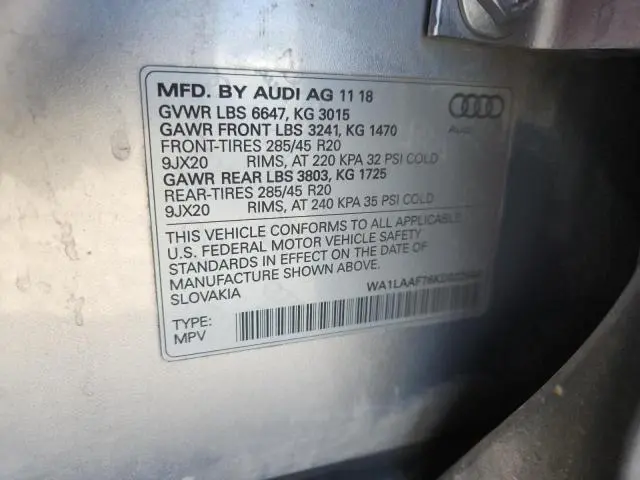 MFD. BY AUDI AG 11 18
GVWR LBS 6647, KG 3015
GAWR FRONT LBS 3241, KG 1470
FRONT-TIRES 285/45 R20
9JX20 RIMS, AT 220 KPA 32 PSI COLD
GAWR REAR LBS 3803, KG 1725
REAR-TIRES 285/45 R20
9JX20 RIMS, AT 240 KPA 35 PSI COLD
Audi
THIS VEHICLE CONFORMS TO ALL APPLICABLE
U.S. FEDERAL MOTOR VEHICLE SAFETY
STANDARDS IN EFFECT ON THE DATE OF
MANUFACTURE SHOWN ABOVE.
SLOVAKIA
TYPE:
MPV